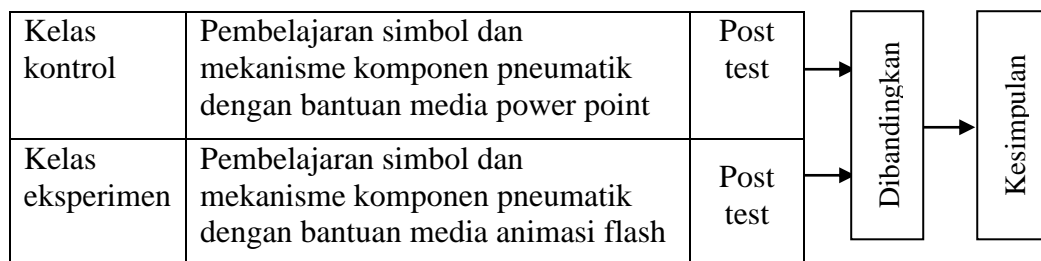 Kelas
kontrol
Pembelajaran simbol dan
mekanisme komponen pneumatik
dengan bantuan media power point
Post
test
Kelas
eksperimen
Pembelajaran simbol dan
mekanisme komponen pneumatik
dengan bantuan media animasi flash
Post
test
Dibandingkan
Kesimpulan